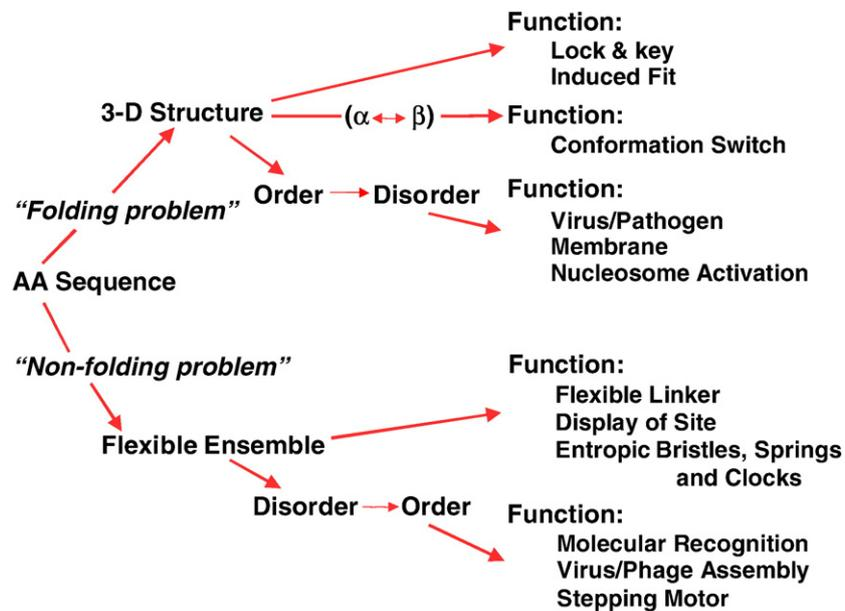 Function:
Lock & key
Induced Fit
3-D Structure
(α↔β)
Function:
Conformation Switch
Order → Disorder
Function:
Virus/Pathogen
Membrane
Nucleosome Activation
“Folding problem”
AA Sequence
“Non-folding problem”
Function:
Flexible Linker
Display of Site
Entropic Bristles, Springs
and Clocks
Flexible Ensemble
Disorder → Order
Function:
Molecular Recognition
Virus/Phage Assembly
Stepping Motor